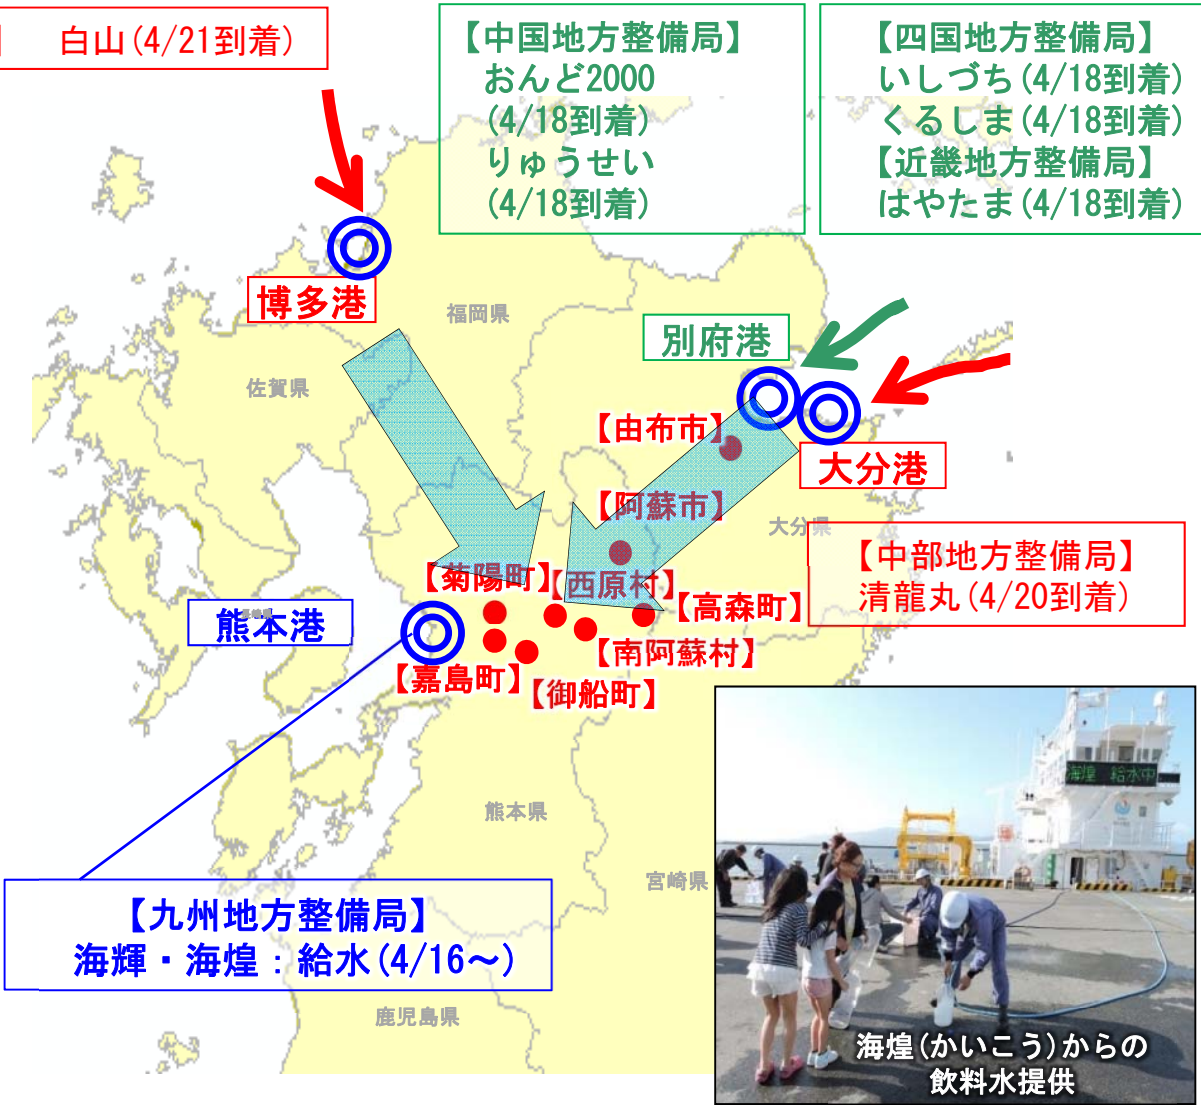 】 白山(4/21到着)
【中国地方整備局】
おんど2000
(4/18到着)
りゅうせい
(4/18到着)
【四国地方整備局】
いしづち(4/18到着)
くるしま(4/18到着)
【近畿地方整備局】
はやたま(4/18到着)
博多港
福岡県
別府港
佐賀県
【由布市】
大分港
【阿蘇市】
大分県
【中部地方整備局】
清龍丸(4/20到着)
【菊陽町】
【西原村】
【高森町】
熊本港
【南阿蘇村】
【嘉島町】
【御船町】
熊本県
宮崎県
【九州地方整備局】
海輝・海煌：給水(4/16～)
鹿児島県
海煌 給水中
海煌(かいこう)からの
飲料水提供